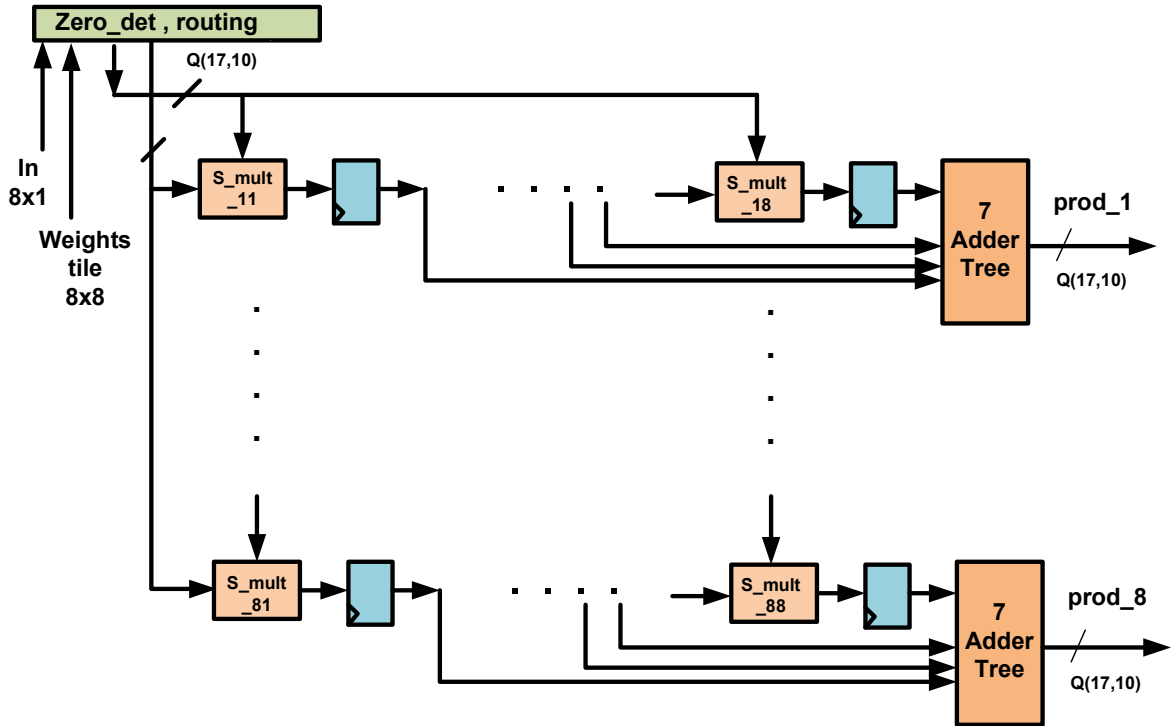 Zero_det , routing
Q(17,10)
In
8x1
Weights
tile
8x8
S_mult
_11
S_mult
_18
7
Adder
Tree
prod_1
Q(17,10)
S_mult
_81
S_mult
_88
7
Adder
Tree
prod_8
Q(17,10)